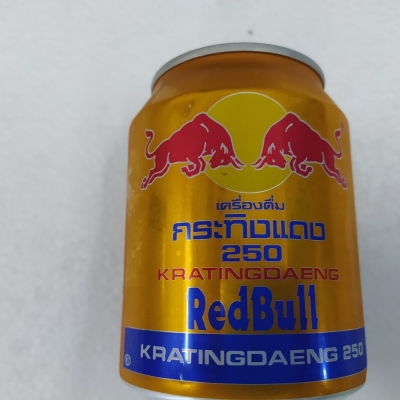 เครื่องดื่ม
กระทิงแดง
250
KRATINGDAENG
RedBull
® KRATINGDAENG 250